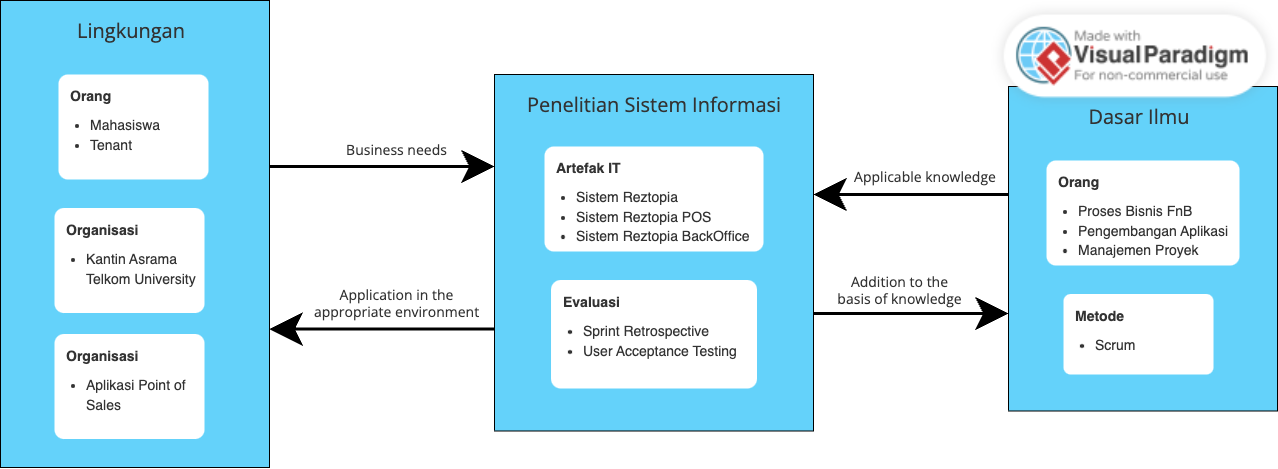 Lingkungan
Orang
Mahasiswa
Tenant
Organisasi
Kantin Asrama
Telkom University
Organisasi
Aplikasi Point of
Sales
Business needs
Application in the
appropriate environment
Penelitian Sistem Informasi
Artefak IT
Sistem Reztopia
Sistem Reztopia POS
Sistem Reztopia BackOffice
Evaluasi
Sprint Retrospective
User Acceptance Testing
Applicable knowledge
Addition to the
basis of knowledge
Made with
Visual Paradigm
For non-commercial use
Dasar Ilmu
Orang
Proses Bisnis FnB
Pengembangan Aplikasi
Manajemen Proyek
Metode
Scrum